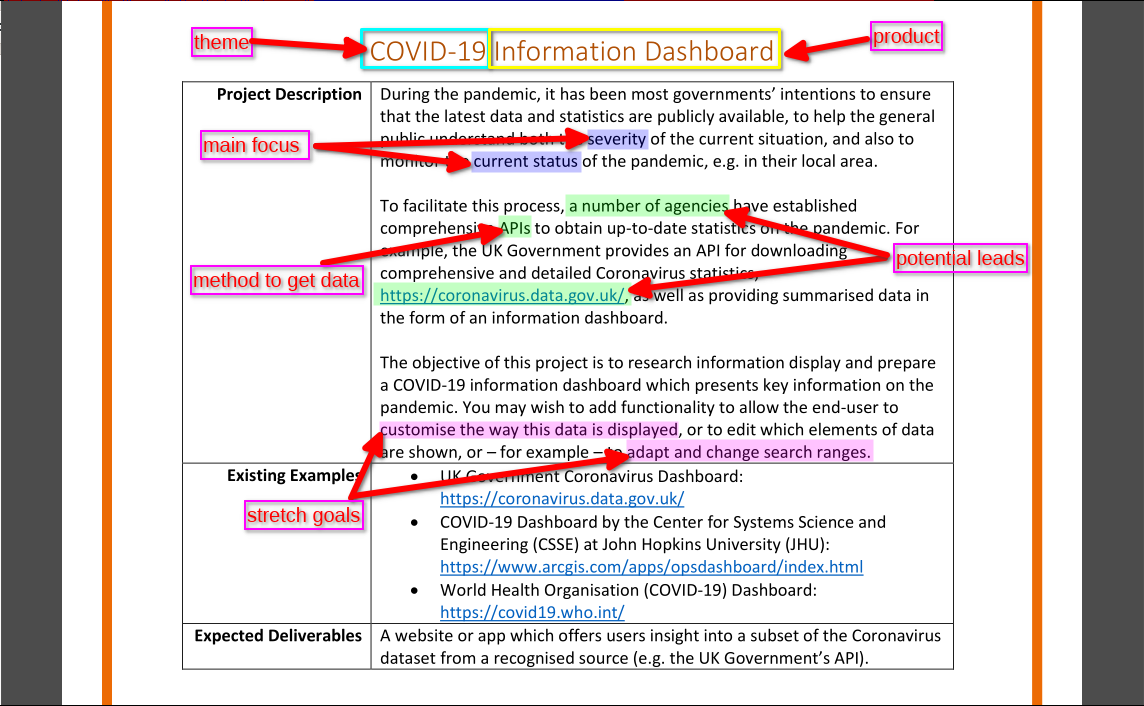 theme
COVID-19 Information Dashboard
product
Project Description
During the pandemic, it has been most governments' intentions to ensure
that the latest data and statistics are publicly available, to help the general
public understand both the severity of the current situation, and also to
main focus
monitor the current status of the pandemic, e.g. in their local area.
To facilitate this process, a number of agencies have established
comprehensive APIs to obtain up-to-date statistics on the pandemic. For
example, the UK Government provides an API for downloading
potential leads
comprehensive and detailed Coronavirus statistics,
method to get data
https://coronavirus.data.gov.uk/, as well as providing summarised data in
the form of an information dashboard.
The objective of this project is to research information display and prepare
a COVID-19 information dashboard which presents key information on the
pandemic. You may wish to add functionality to allow the end-user to
customise the way this data is displayed, or to edit which elements of data
are shown, or – for example – to adapt and change search ranges.
Existing Examples
• UK Government Coronavirus Dashboard:
https://coronavirus.data.gov.uk/
stretch goals
• COVID-19 Dashboard by the Center for Systems Science and
Engineering (CSSE) at John Hopkins University (JHU):
https://www.arcgis.com/apps/opsdashboard/index.html
• World Health Organisation (COVID-19) Dashboard:
https://covid19.who.int/
Expected Deliverables
A website or app which offers users insight into a subset of the Coronavirus
dataset from a recognised source (e.g. the UK Government's API).